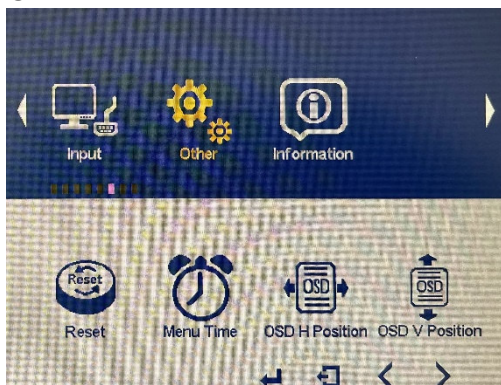 Input Other Information
Reset
OSD OSD
Reset Menu Time OSD H Position OSD V Position